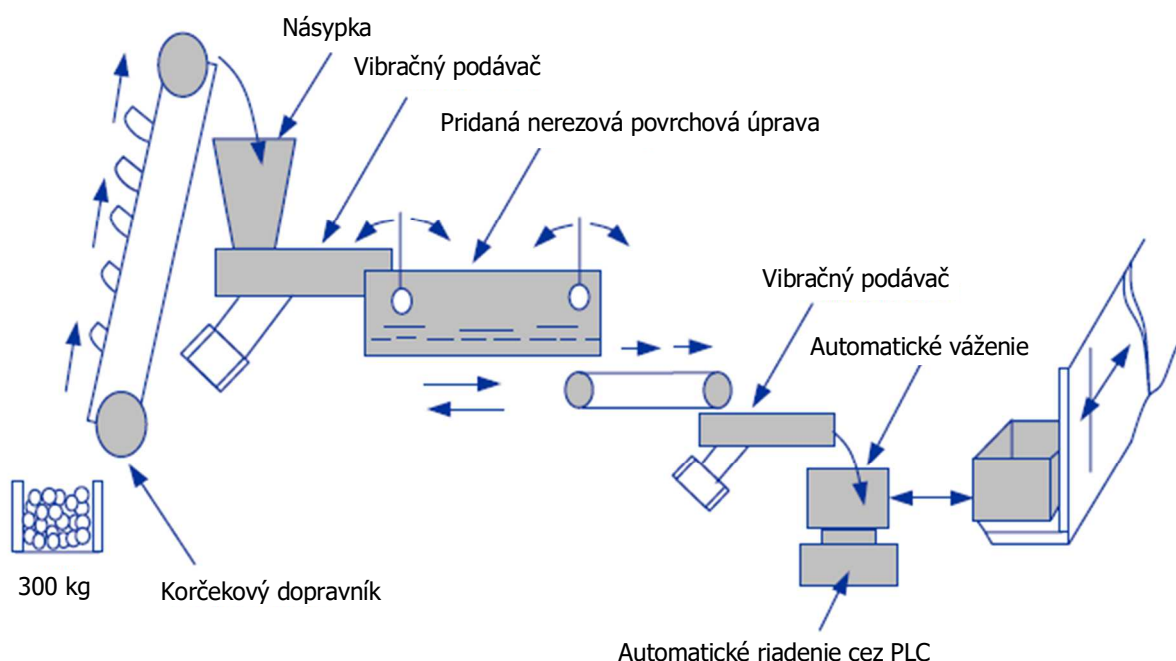 Násypka
Vibračný podávač
Pridaná nerezová povrchová úprava
Vibračný podávač
Automatické váženie
300 kg
Korčekový dopravník
Automatické riadenie cez PLC